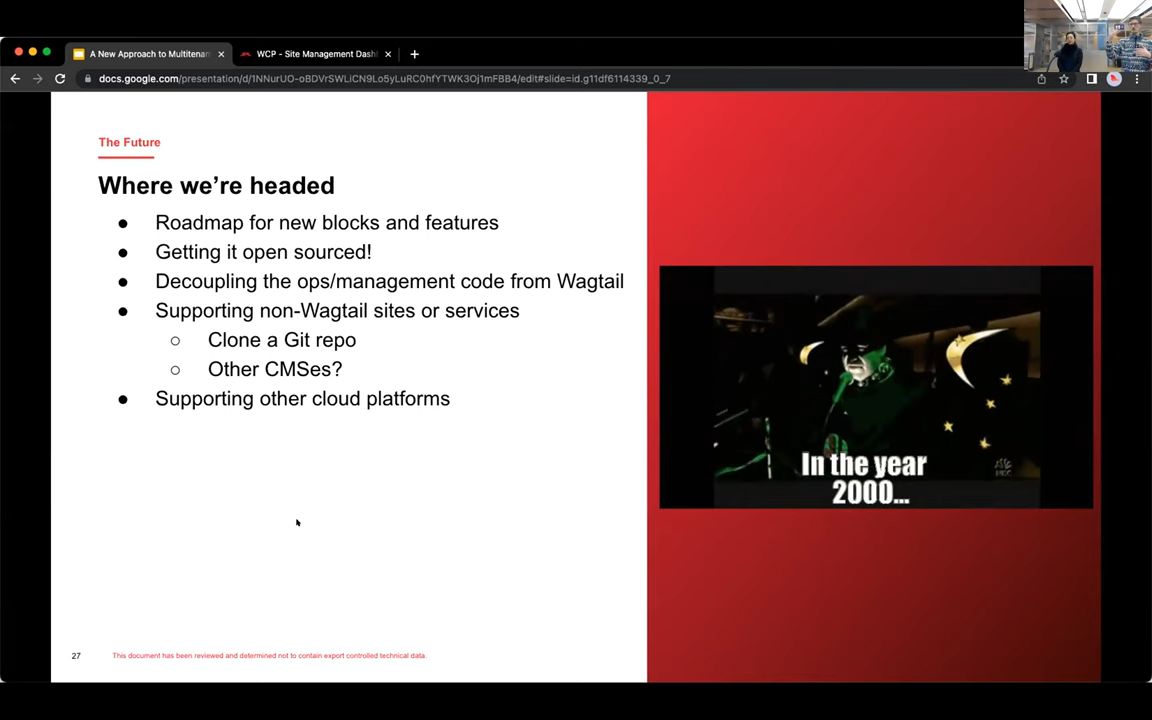 A New Approach to Multitenan
WCP - Site Management Dash
docs.google.com/presentation/d/1NNurUO-oBDVrSWLiCN9Lo5yLuRC0hfYTWK3Oj1mFBB4/edit#slide=id.g11df6114339_0_7
The Future
Where we're headed
● Roadmap for new blocks and features
● Getting it open sourced!
● Decoupling the ops/management code from Wagtail
● Supporting non-Wagtail sites or services
○ Clone a Git repo
○ Other CMSes?
● Supporting other cloud platforms
In the year
2000...
NBC
27
This document has been reviewed and determined not to contain export controlled technical data.